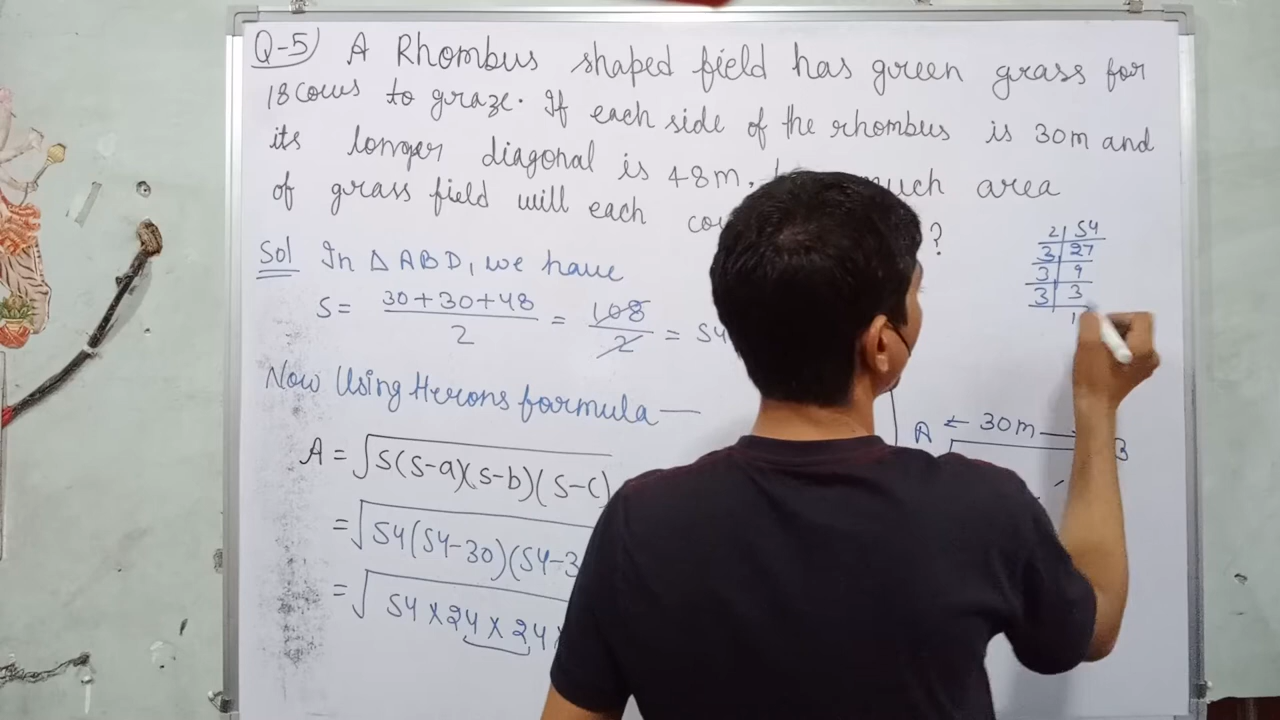 Q-5) A Rhombus shaped field has green grass for
18 cows to graze. If each side of the rhombus is 30m and
its longer diagonal is 48m, much area
of grass field will each ?
Sol In △ ABD, we have
S = 30+30+48 / 2 = 108 / 2 = 54
Now Using Herons formula —
A = √S(S-a)(S-b)(S-c)
= √54(54-30)(54-3
= √54×24×24
2 | 54
3 | 27
3 | 9
3 | 3
1
A ← 30m → B